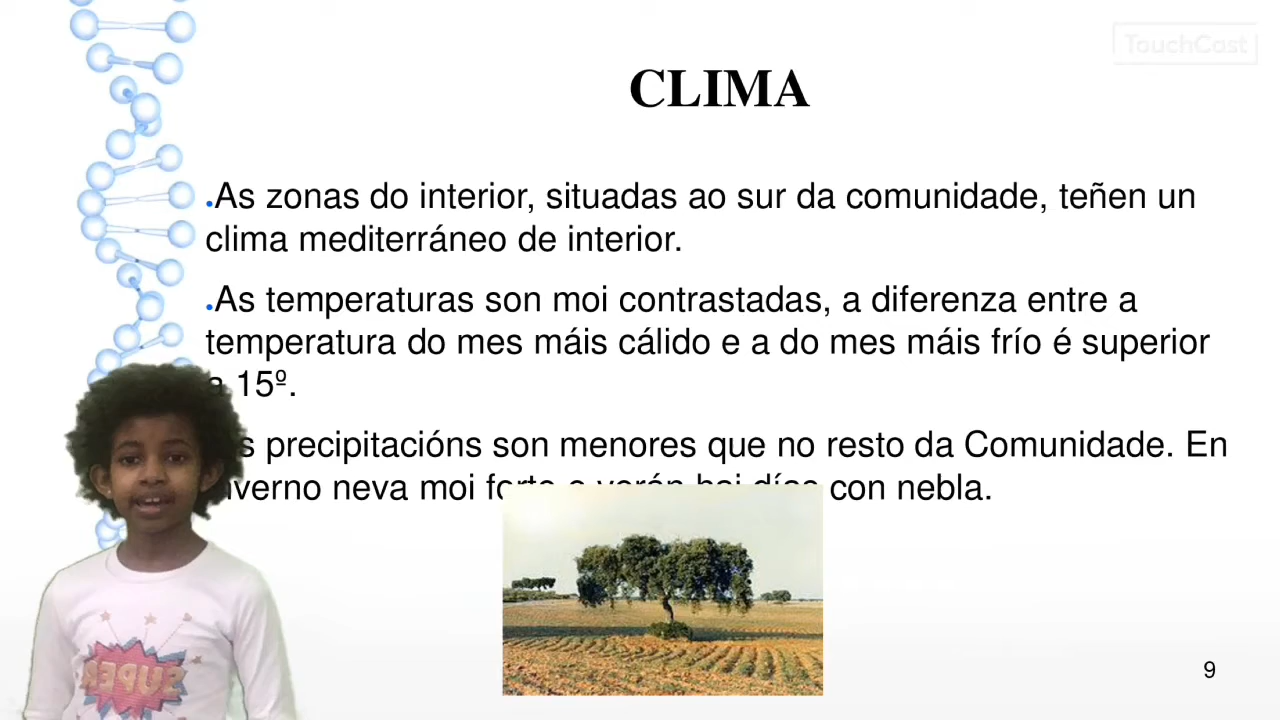 TouchCast
CLIMA
As zonas do interior, situadas ao sur da comunidade, teñen un
clima mediterráneo de interior.
As temperaturas son moi contrastadas, a diferenza entre a
temperatura do mes máis cálido e a do mes máis frío é superior
a 15º.
precipitacións son menores que no resto da Comunidade. En
neva moi con nebla.
SUPER
9